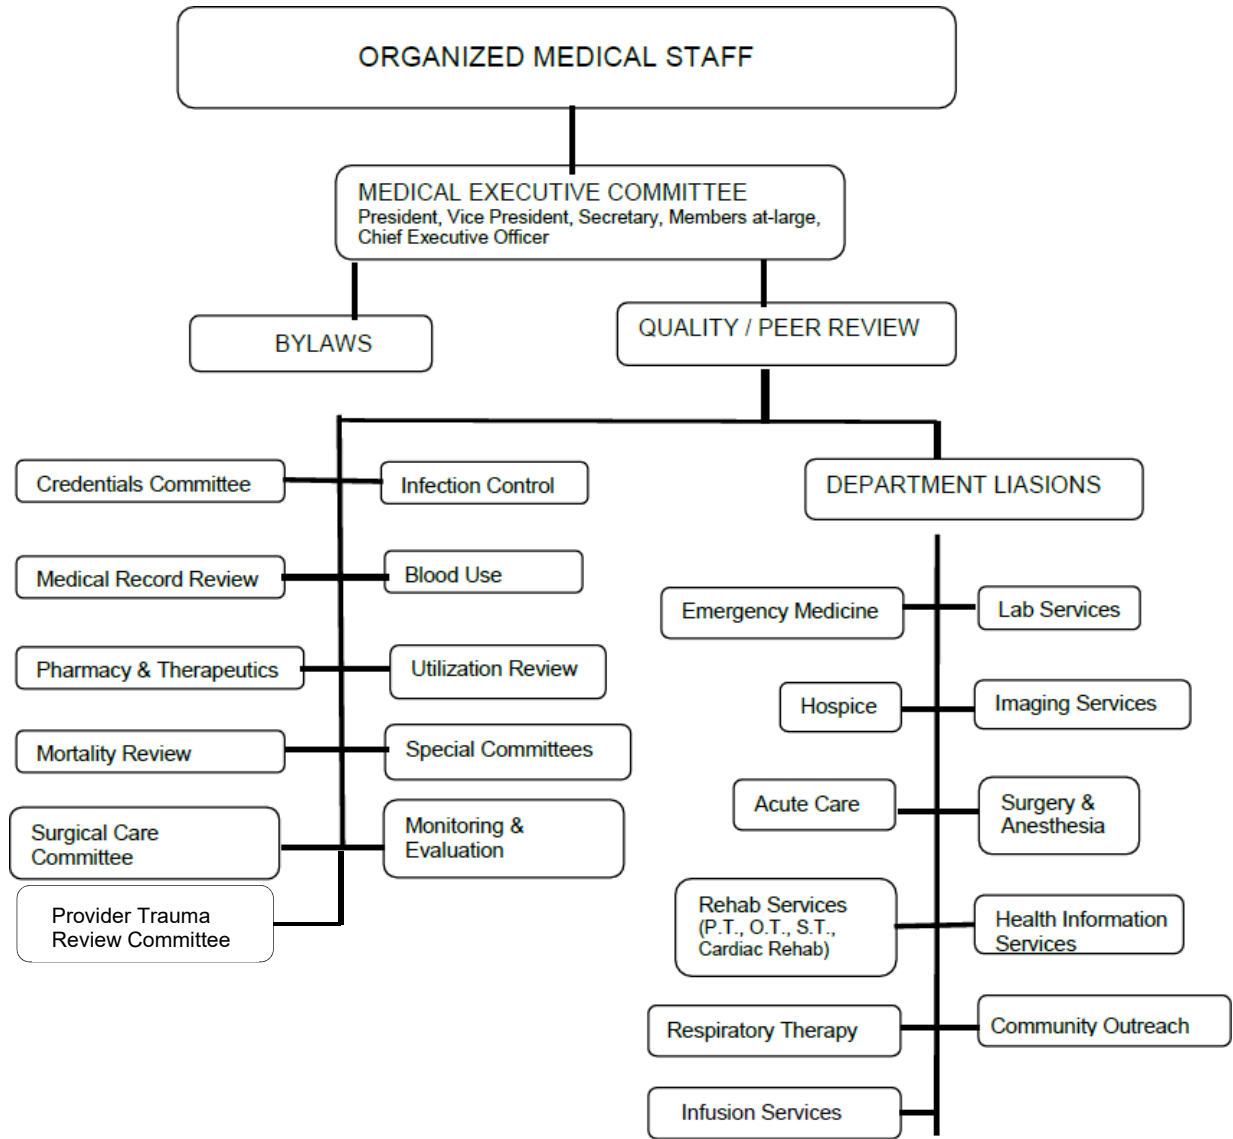 ORGANIZED MEDICAL STAFF
MEDICAL EXECUTIVE COMMITTEE
President, Vice President, Secretary, Members at-large,
Chief Executive Officer
BYLAWS
QUALITY / PEER REVIEW
Credentials Committee
Infection Control
Medical Record Review
Blood Use
Pharmacy & Therapeutics
Utilization Review
Mortality Review
Special Committees
Surgical Care
Committee
Monitoring &
Evaluation
Provider Trauma
Review Committee
DEPARTMENT LIASIONS
Emergency Medicine
Lab Services
Hospice
Imaging Services
Acute Care
Surgery &
Anesthesia
Rehab Services
(P.T., O.T., S.T.,
Cardiac Rehab)
Health Information
Services
Respiratory Therapy
Community Outreach
Infusion Services